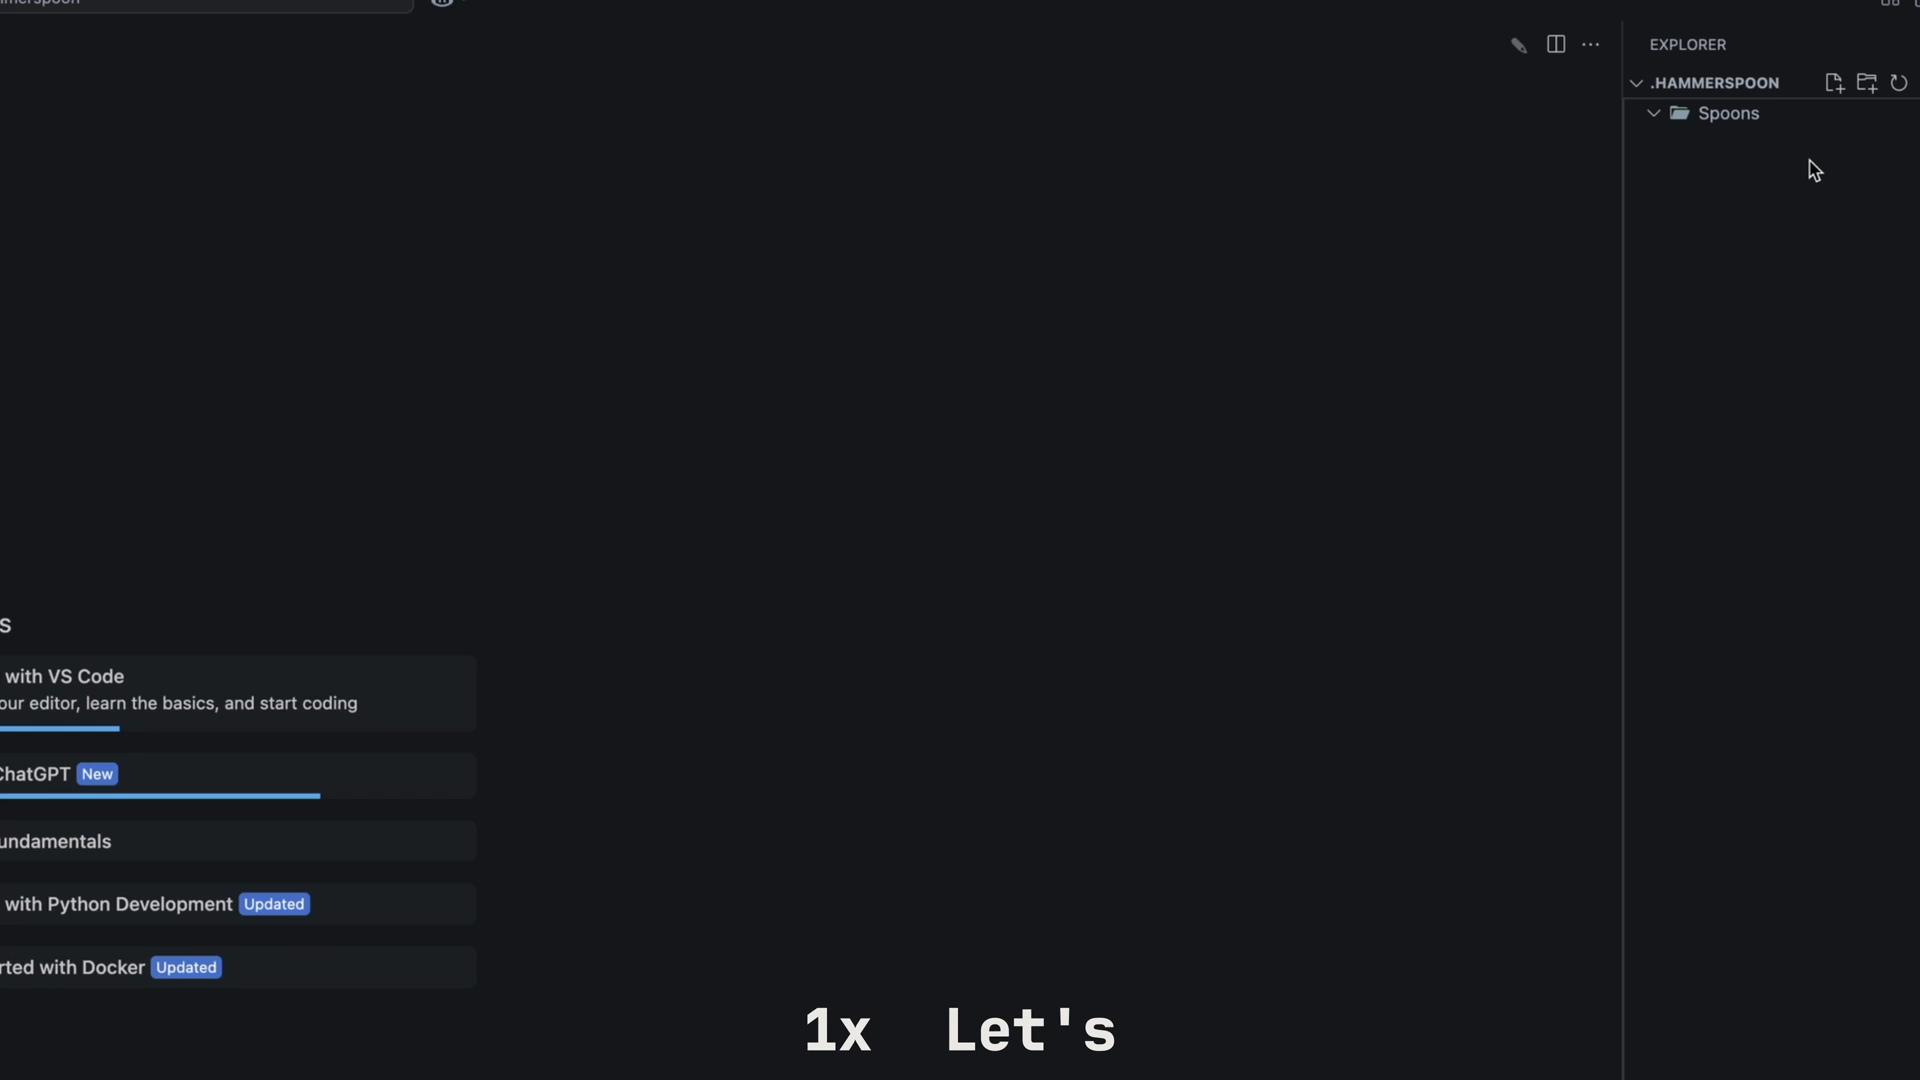 EXPLORER
.HAMMERSPOON
Spoons
with VS Code
our editor, learn the basics, and start coding
ChatGPT New
undamentals
with Python Development Updated
rted with Docker Updated
1x Let's